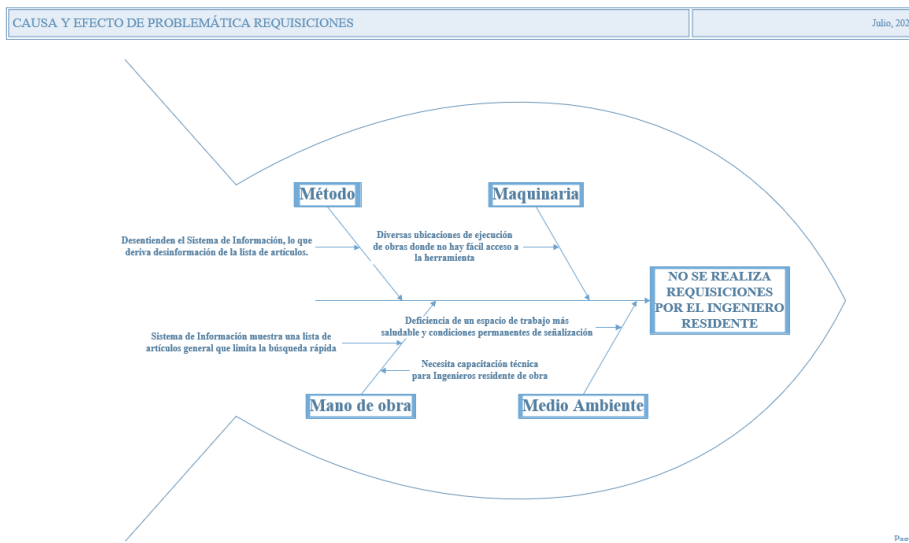 CAUSA Y EFECTO DE PROBLEMÁTICA REQUISICIONES
Julio, 202
Método
Maquinaria
Desentienden el Sistema de Información, lo que
deriva desinformación de la lista de artículos.
Diversas ubicaciones de ejecución
de obras donde no hay fácil acceso a
la herramienta
NO SE REALIZA
REQUISICIONES
POR EL INGENIERO
RESIDENTE
Deficiencia de un espacio de trabajo más
saludable y condiciones permanentes de señalización
Sistema de Información muestra una lista de
artículos general que limita la búsqueda rápida
Necesita capacitación técnica
para Ingenieros residente de obra
Mano de obra
Medio Ambiente
Pag